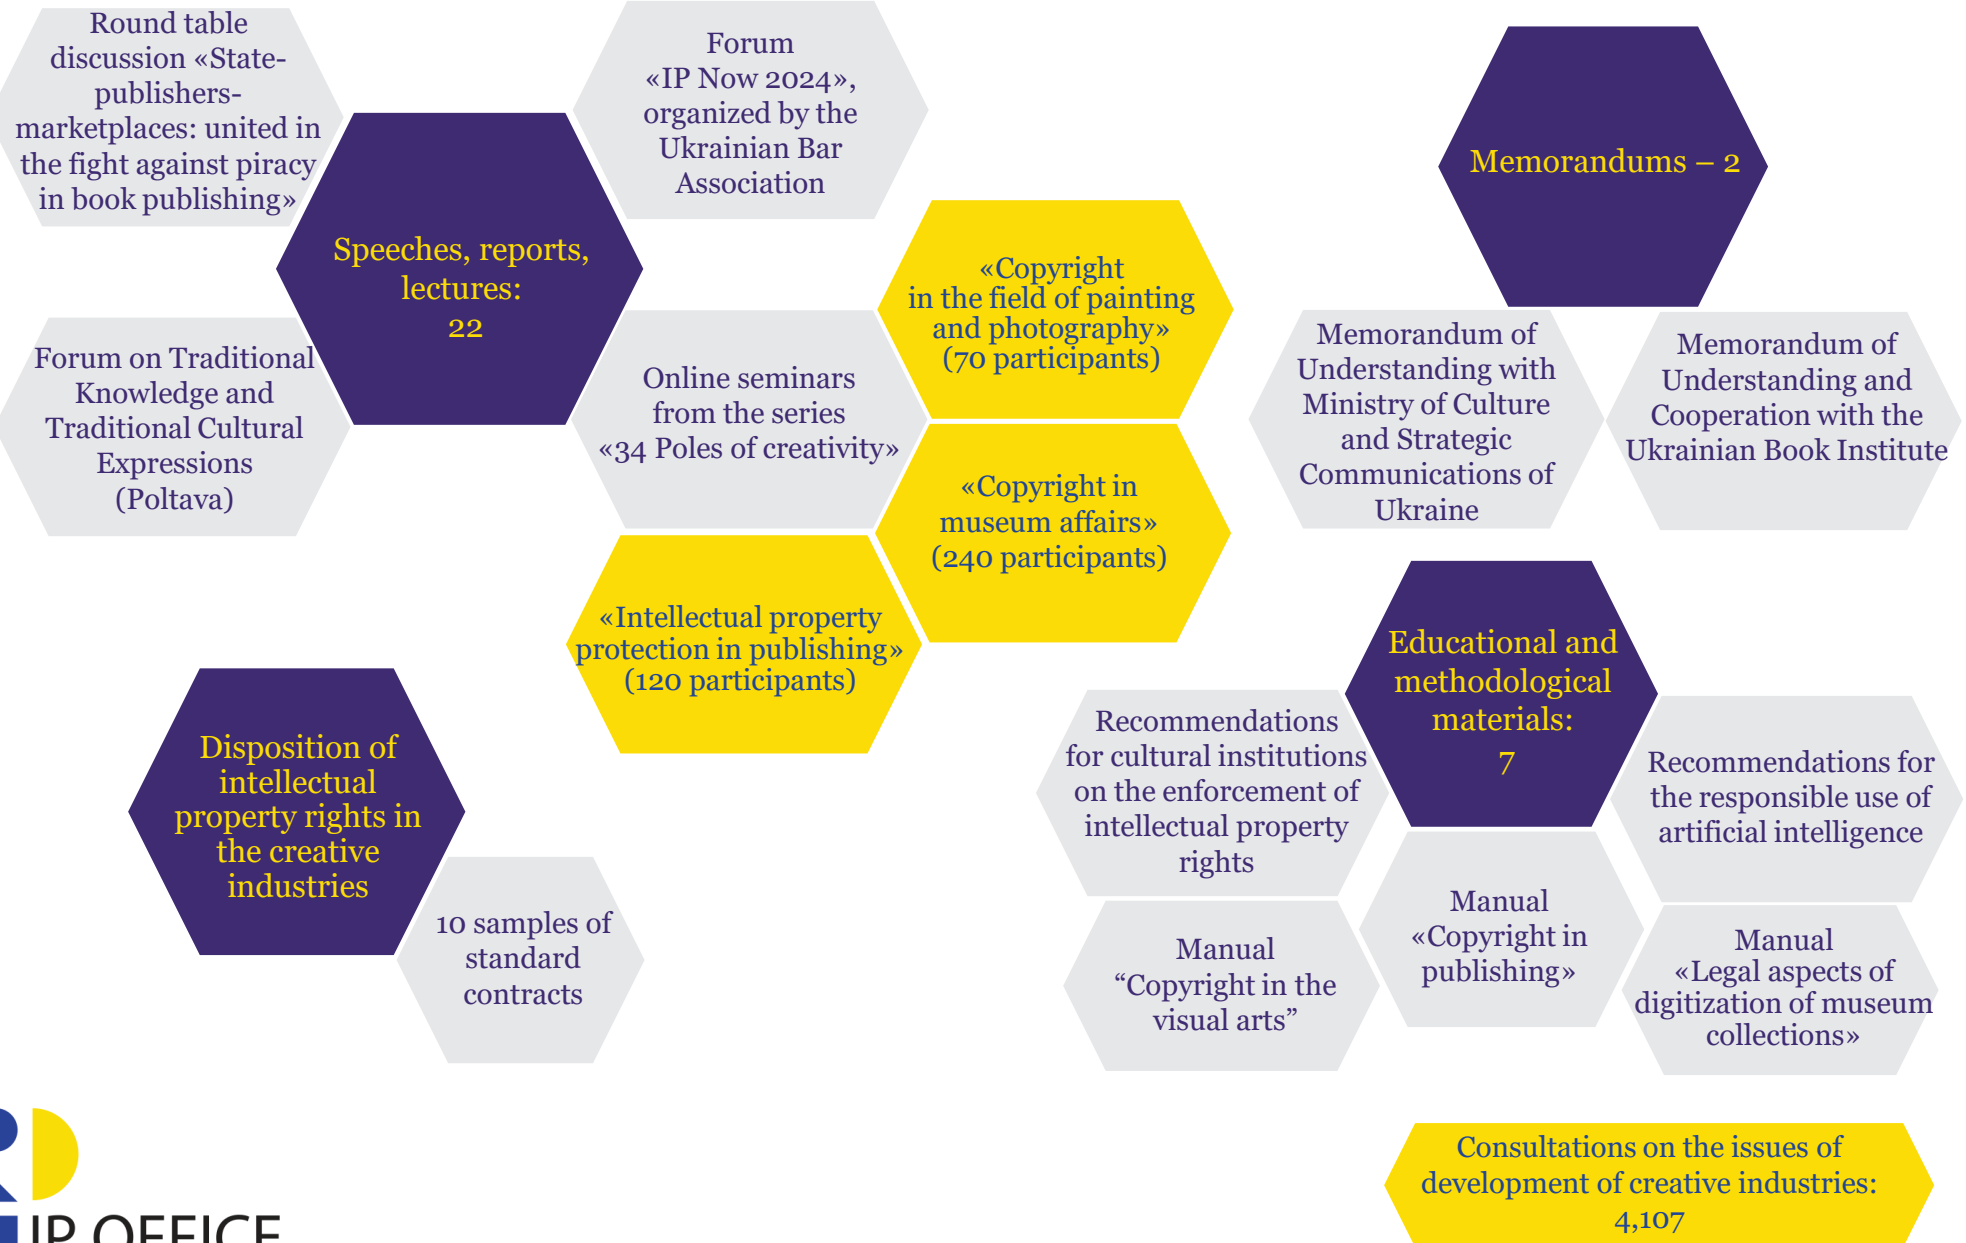 Round table
discussion «State-
publishers-
marketplaces: united in
the fight against piracy
in book publishing»
Forum
«IP Now 2024»,
organized by the
Ukrainian Bar
Association
Speeches, reports,
lectures:
22
Forum on Traditional
Knowledge and
Traditional Cultural
Expressions
(Poltava)
Online seminars
from the series
«34 Poles of creativity»
«Copyright
in the field of painting
and photography»
(70 participants)
«Copyright in
museum affairs»
(240 participants)
«Intellectual property
protection in publishing»
(120 participants)
Memorandums – 2
Memorandum of
Understanding with
Ministry of Culture
and Strategic
Communications of
Ukraine
Memorandum of
Understanding and
Cooperation with the
Ukrainian Book Institute
Disposition of
intellectual
property rights in
the creative
industries
10 samples of
standard
contracts
Educational and
methodological
materials:
7
Recommendations
for cultural institutions
on the enforcement of
intellectual property
rights
Recommendations for
the responsible use of
artificial intelligence
Manual
“Copyright in the
visual arts”
Manual
«Copyright in
publishing»
Manual
«Legal aspects of
digitization of museum
collections»
Consultations on the issues of
development of creative industries:
4,107
IP OFFICE